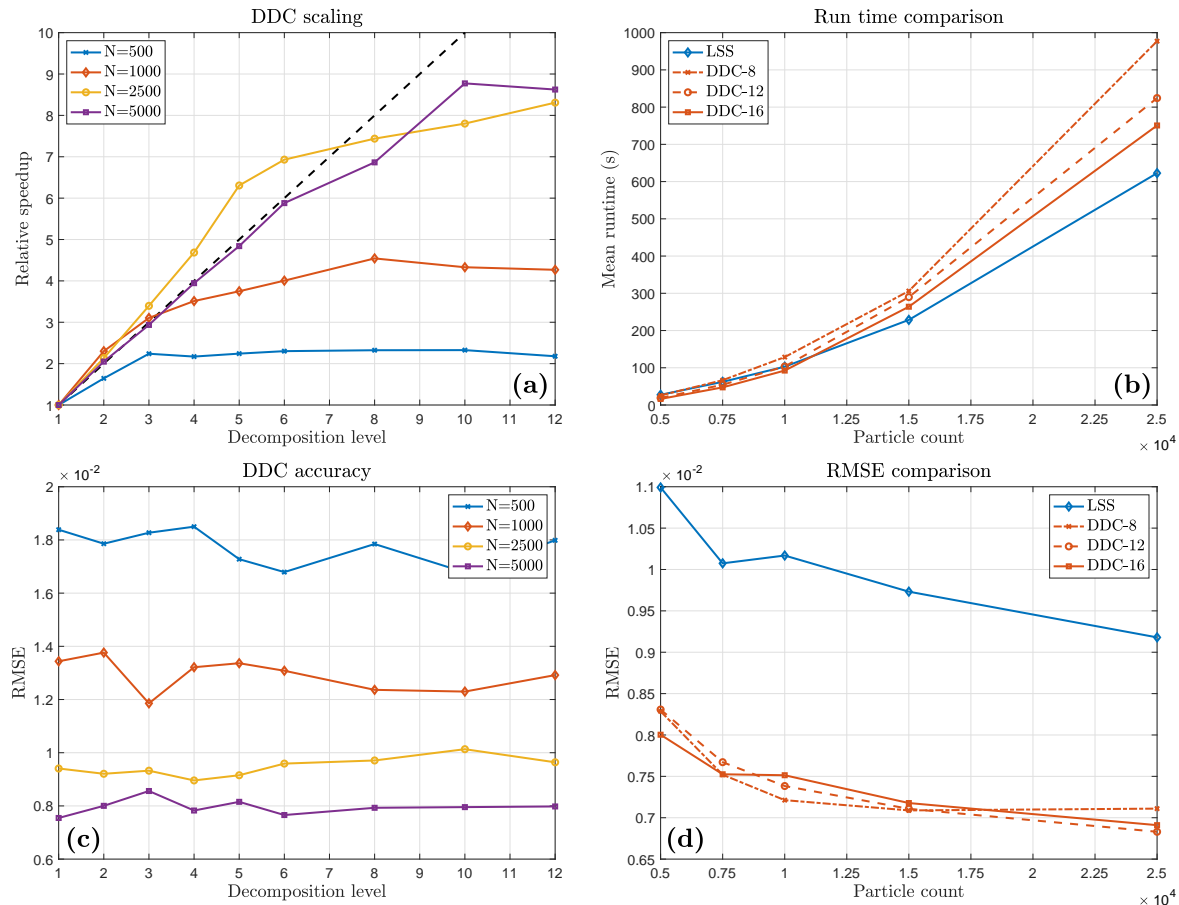 DDC scaling
10
9
8
7
6
5
4
3
2
1
Relative speedup
N=500
N=1000
N=2500
N=5000
(a)
1 2 3 4 5 6 7 8 9 10 11 12
Decomposition level
Run time comparison
1000
900
800
700
600
500
400
300
200
100
0
Mean runtime (s)
LSS
DDC-8
DDC-12
DDC-16
(b)
0.5 0.75 1 1.25 1.5 1.75 2 2.25 2.5
Particle count
× 10^4
DDC accuracy
× 10^-2
2
1.8
1.6
1.4
1.2
1
0.8
0.6
RMSE
N=500
N=1000
N=2500
N=5000
(c)
1 2 3 4 5 6 7 8 9 10 11 12
Decomposition level
RMSE comparison
× 10^-2
1.1
1.05
1
0.95
0.9
0.85
0.8
0.75
0.7
0.65
RMSE
LSS
DDC-8
DDC-12
DDC-16
(d)
0.5 0.75 1 1.25 1.5 1.75 2 2.25 2.5
Particle count
× 10^4